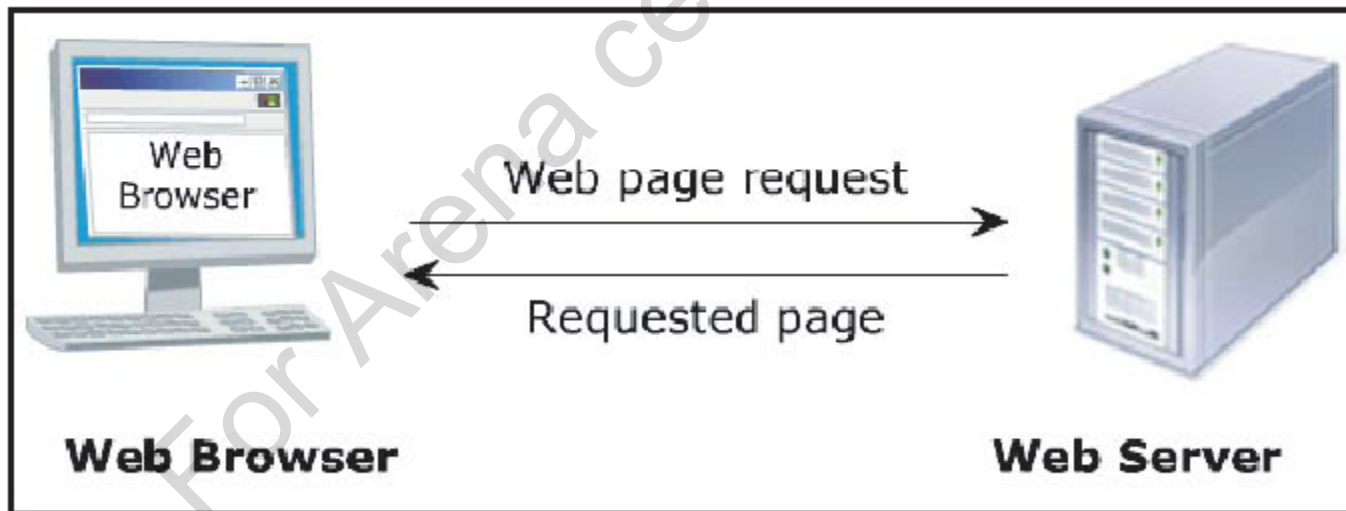 Web
Browser
Web page request
Requested page
Web Browser
Web Server
For Arena ce